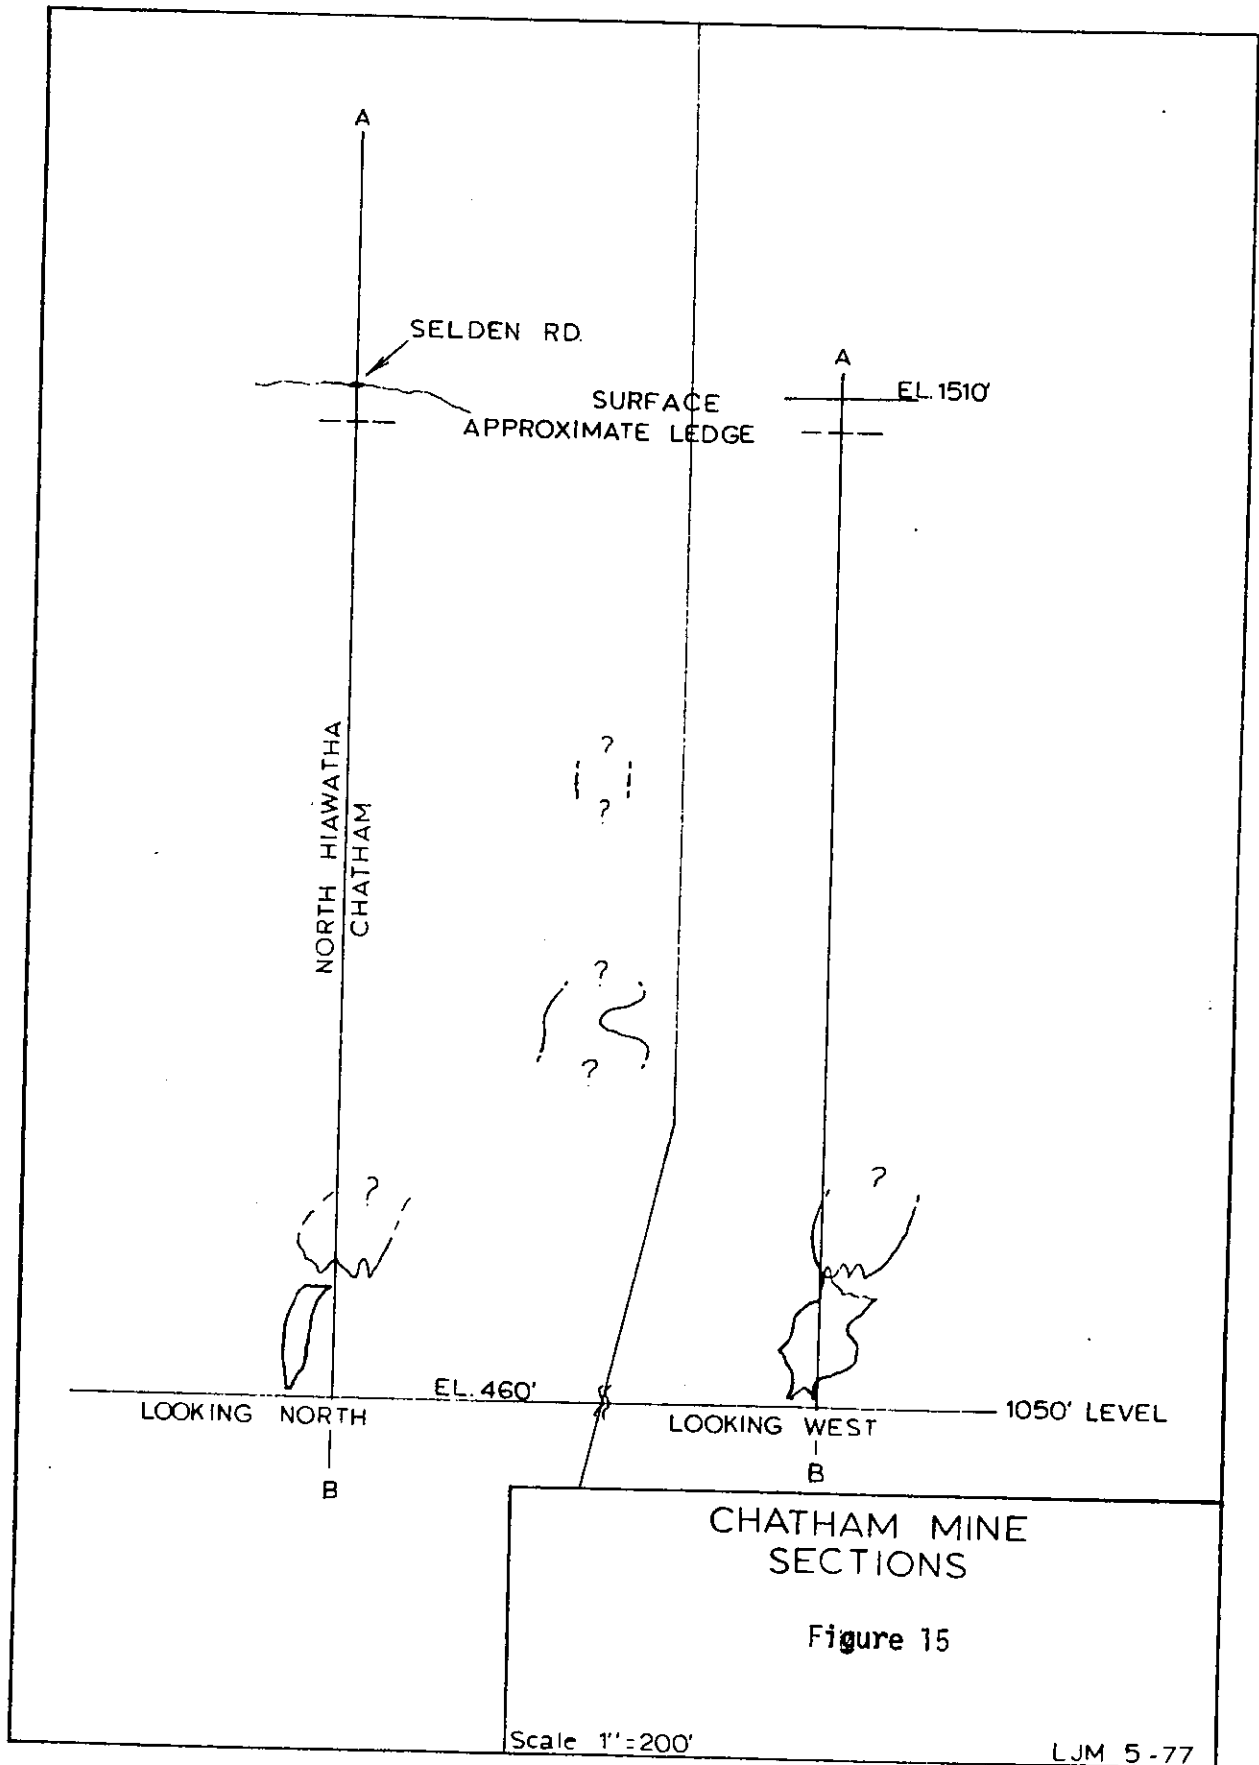 A
SELDEN RD.
A
EL. 1510'
SURFACE
APPROXIMATE LEDGE
NORTH HIAWATHA
CHATHAM
?
?
?
?
?
?
EL. 460'
LOOKING NORTH
LOOKING WEST
1050' LEVEL
B
B
CHATHAM MINE
SECTIONS
Figure 15
Scale 1"=200'
LJM 5-77